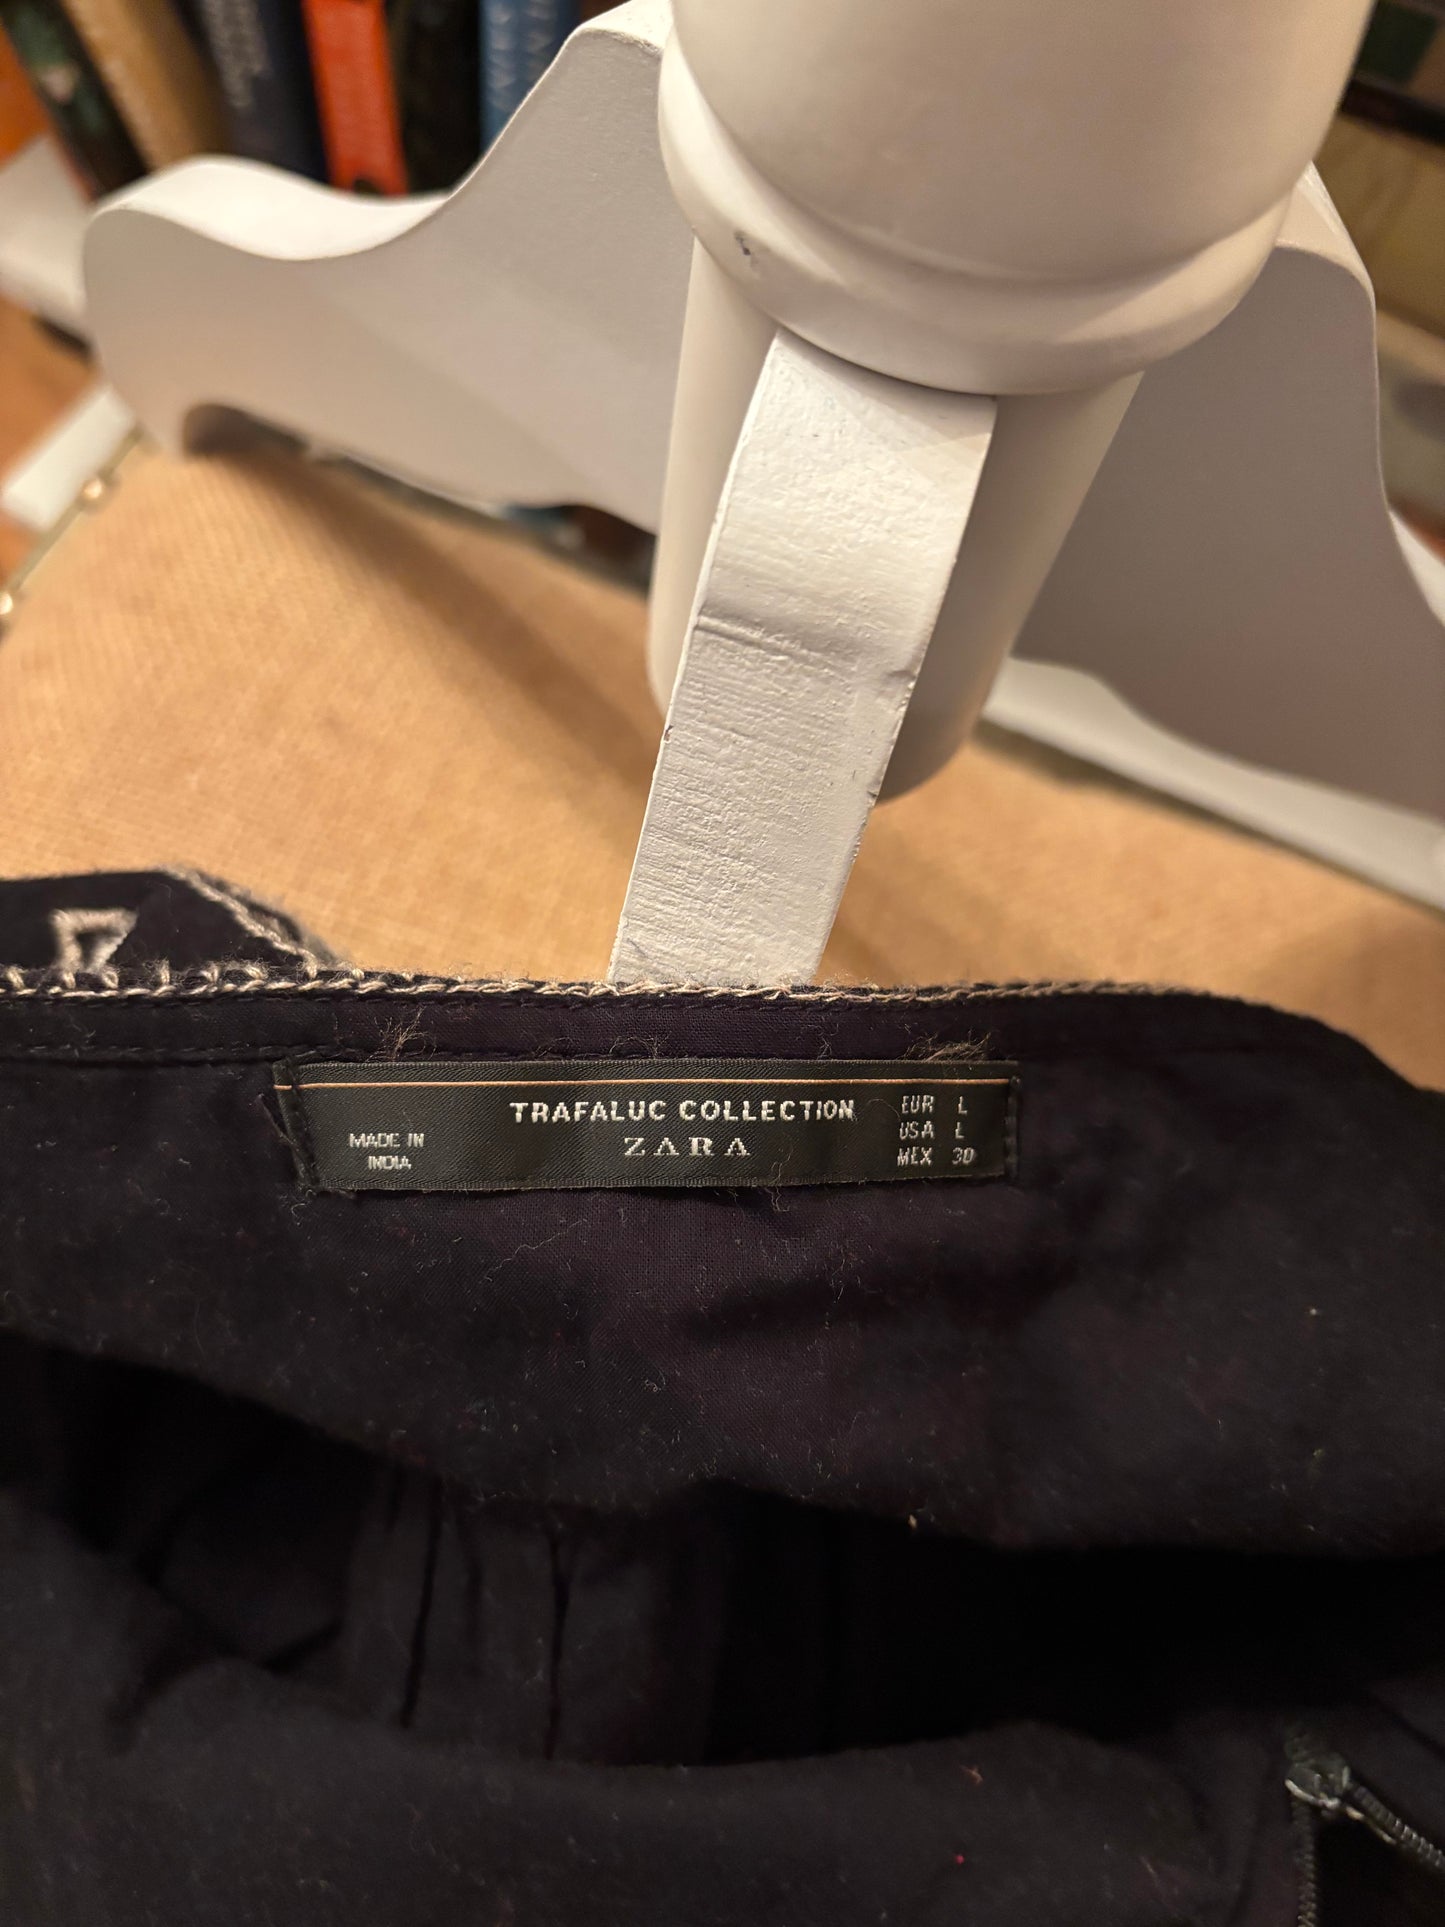 TRAFALUC COLLECTION
ZARA
MADE IN
INDIA
EUR L
USA L
MEX 30